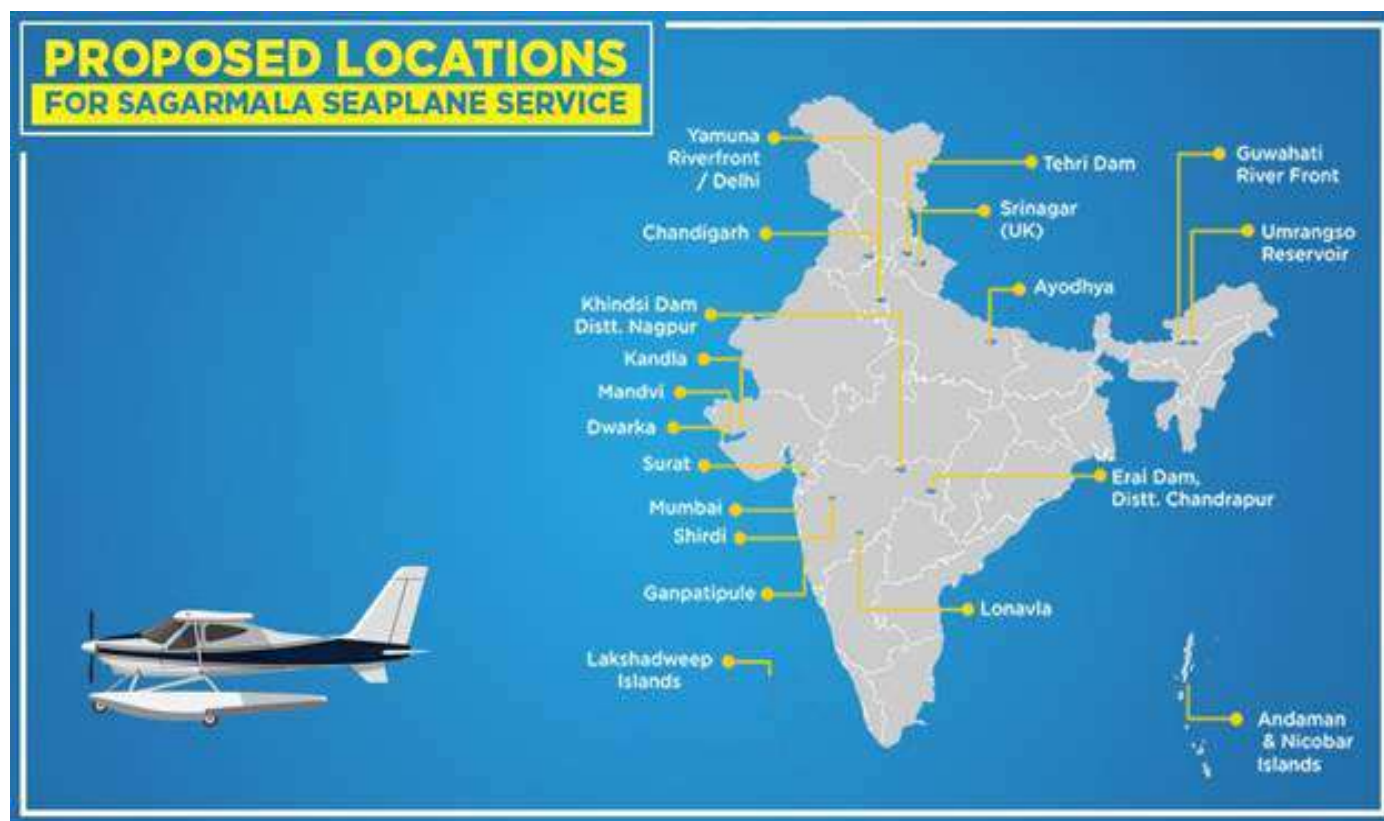 PROPOSED LOCATIONS
FOR SAGARMALA SEAPLANE SERVICE
Yamuna
Riverfront
/ Delhi
Tehri Dam
Guwahati
River Front
Srinagar
(UK)
Chandigarh
Umrangso
Reservoir
Ayodhya
Khindsi Dam
Distt. Nagpur
Kandla
Mandvi
Dwarka
Surat
Erai Dam,
Distt. Chandrapur
Mumbai
Shirdi
Ganpatipule
Lonavla
Lakshadweep
Islands
Andaman
& Nicobar
Islands